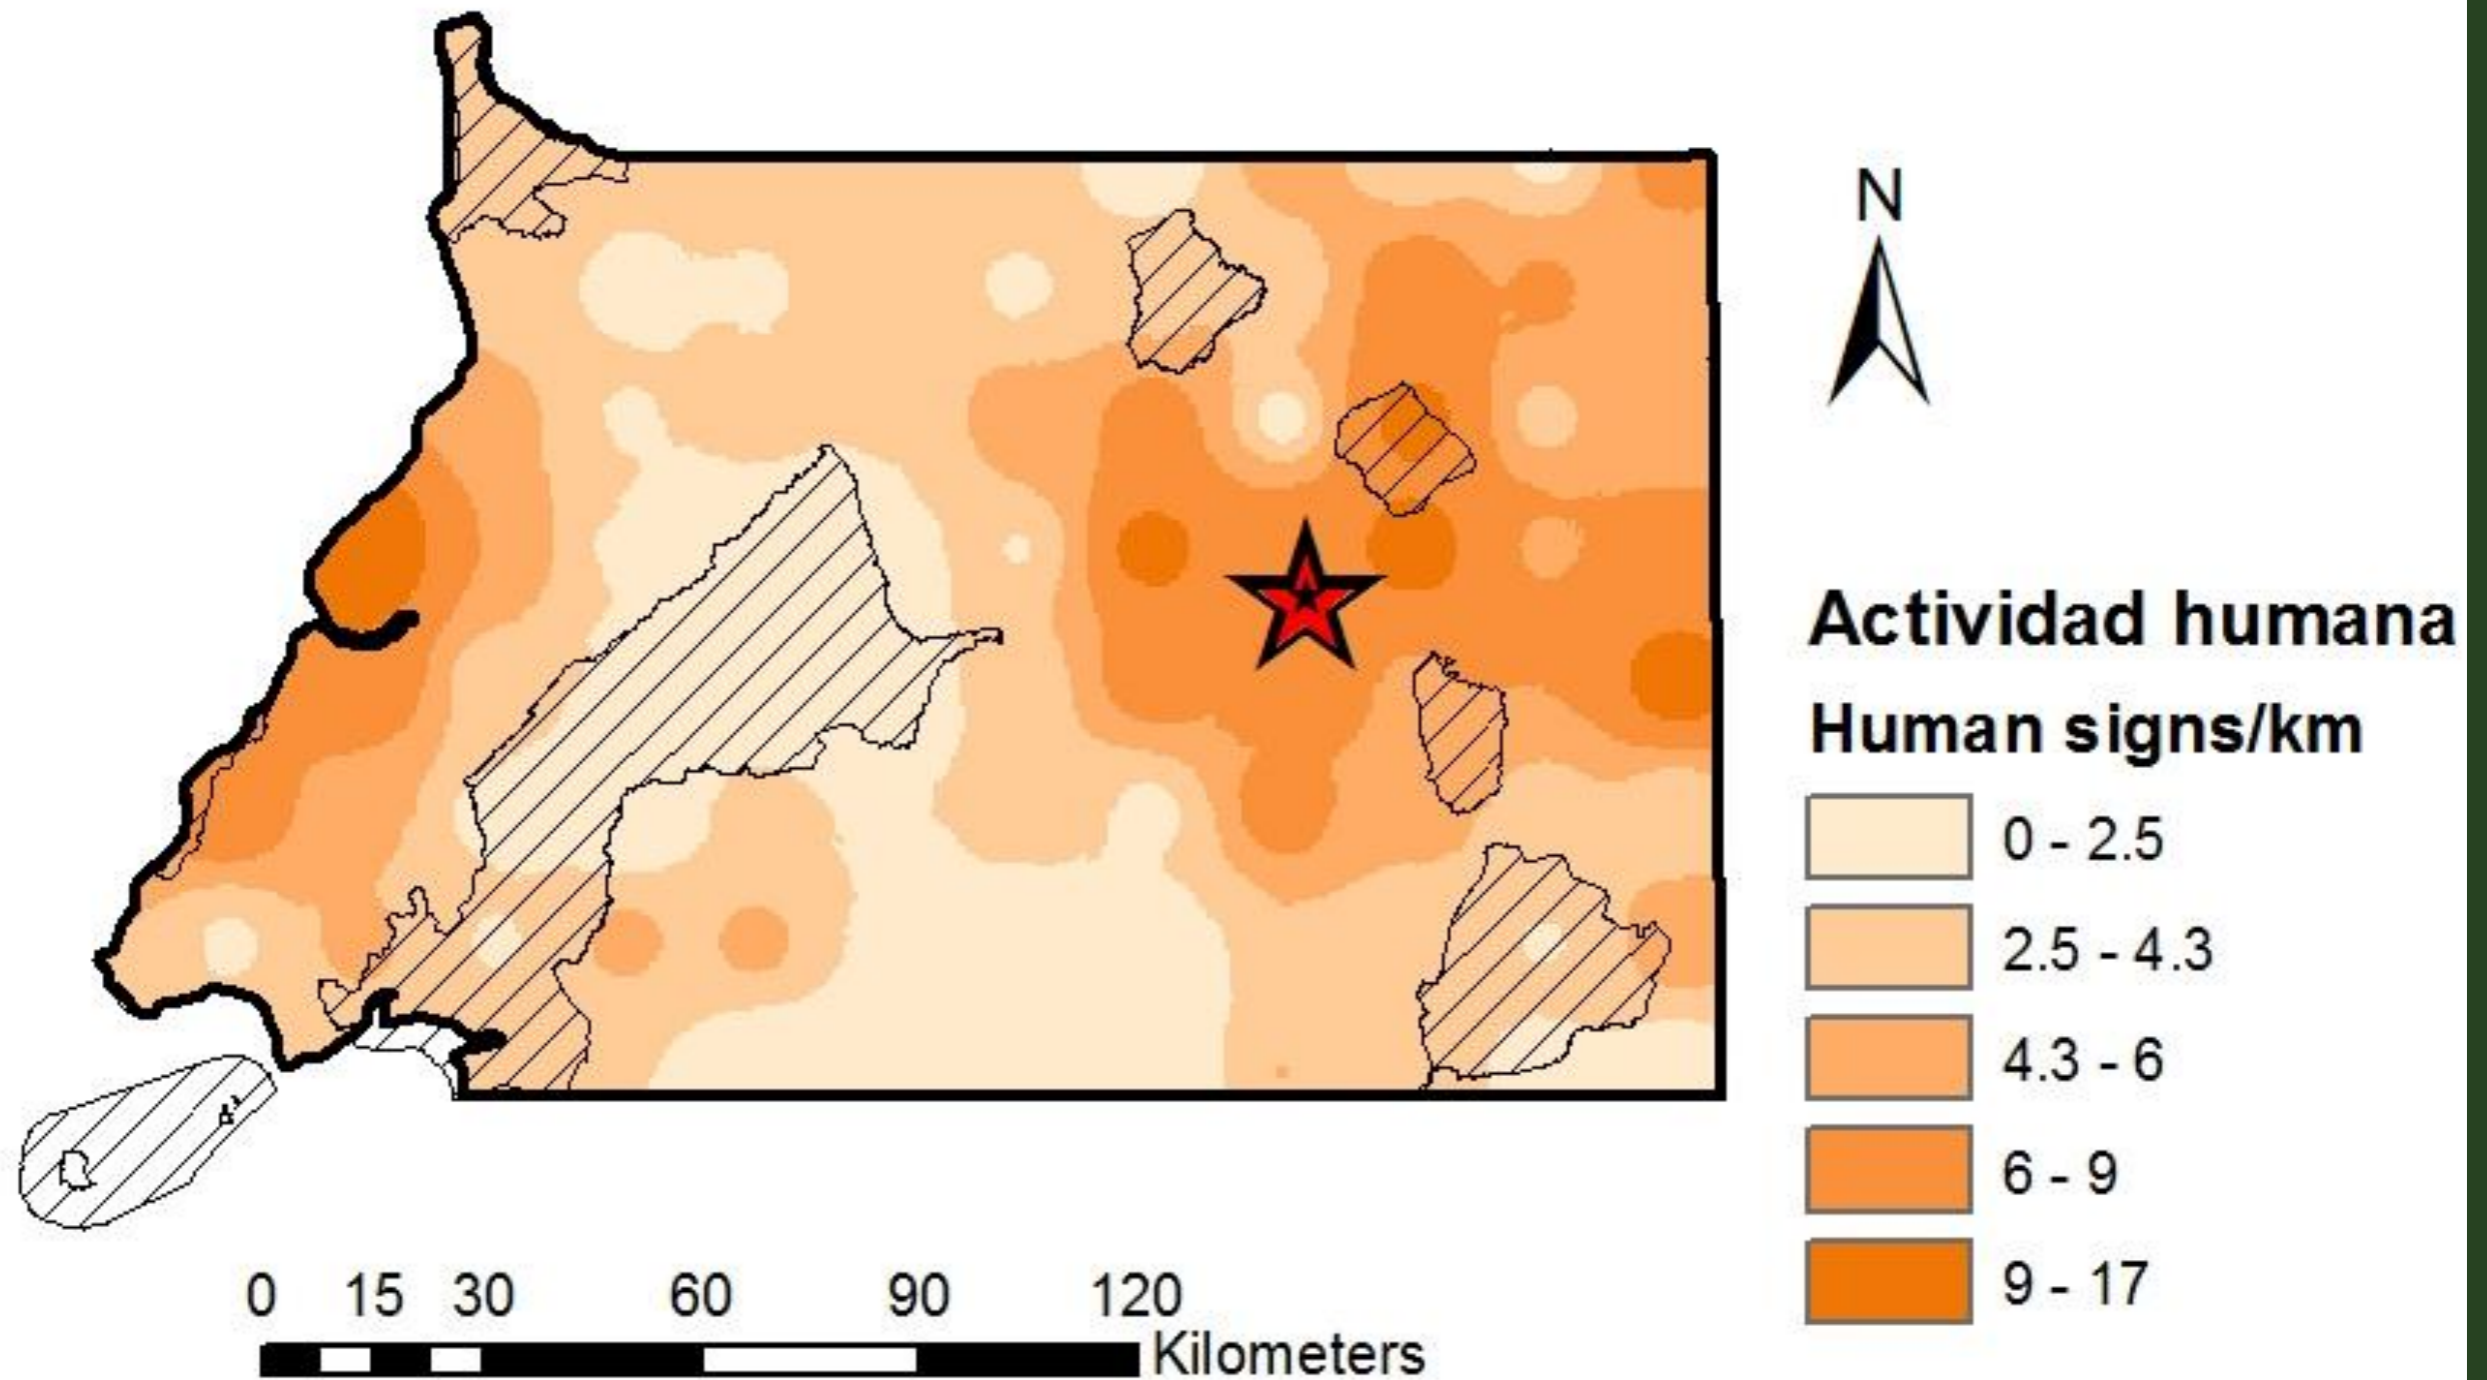 N
Actividad humana
Human signs/km
0 - 2.5
2.5 - 4.3
4.3 - 6
6 - 9
9 - 17
0 15 30 60 90 120
Kilometers